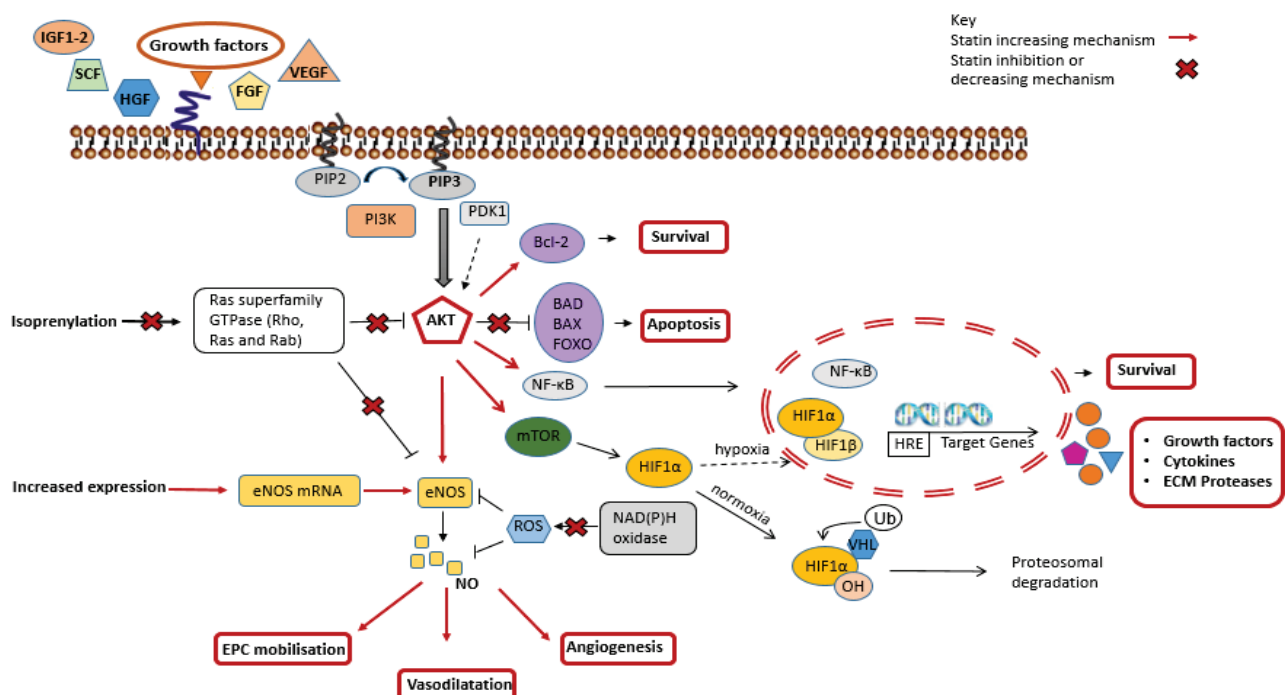 Key
Statin increasing mechanism
Statin inhibition or
decreasing mechanism
IGF1-2
Growth factors
SCF
HGF
FGF
VEGF
PIP2
PIP3
PI3K
PDK1
Bcl-2
Survival
Isoprenylation
Ras superfamily
GTPase (Rho,
Ras and Rab)
AKT
BAD
BAX
FOXO
Apoptosis
NF-κB
NF-κB
Survival
mTOR
HIF1α
HIF1α
HIF1β
HRE
Target Genes
hypoxia
normoxia
• Growth factors
• Cytokines
• ECM Proteases
Increased expression
eNOS mRNA
eNOS
ROS
NAD(P)H
oxidase
NO
Ub
VHL
HIF1α
OH
Proteosomal
degradation
EPC mobilisation
Vasodilatation
Angiogenesis